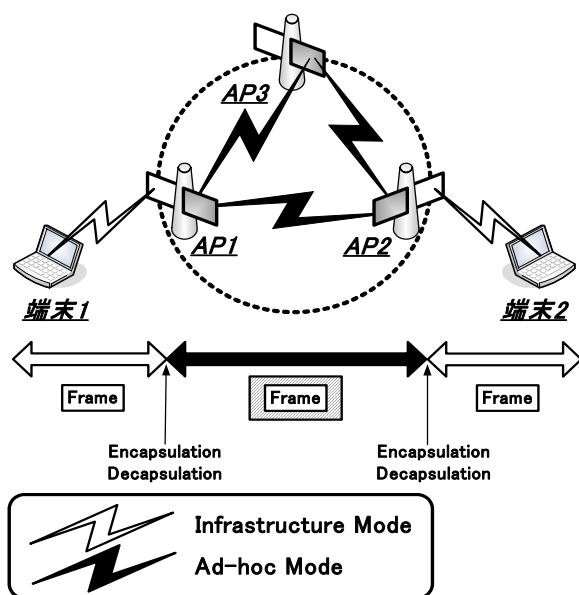 AP3
AP1
AP2
端末1
端末2
Frame
Frame
Frame
Encapsulation
Decapsulation
Encapsulation
Decapsulation
Infrastructure Mode
Ad-hoc Mode